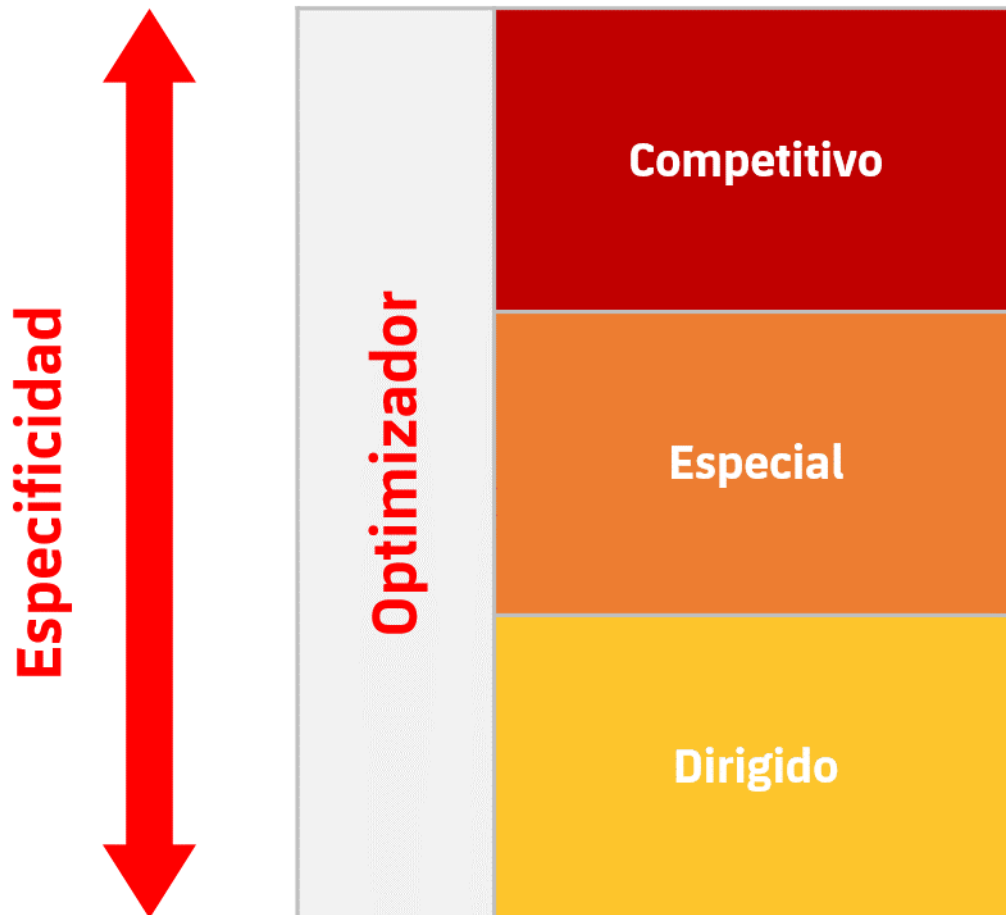 Especificidad
Optimizador
Competitivo
Especial
Dirigido